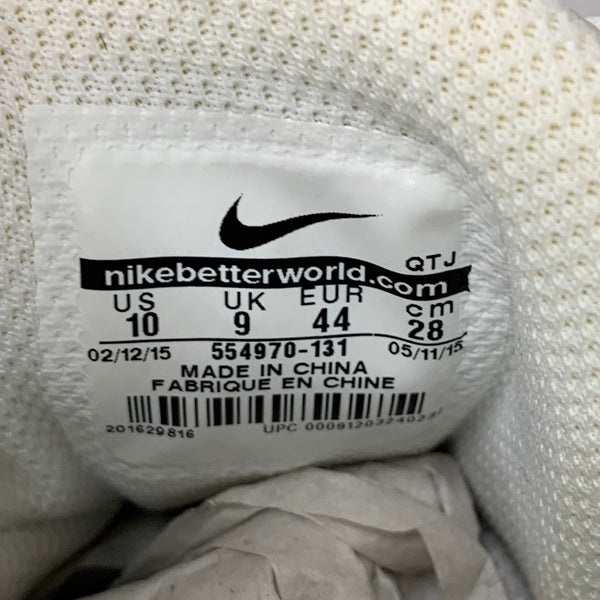 QTJ
nikebetterworld.com
US UK EUR cm
10 9 44 28
02/12/15 554970-131 05/11/15
MADE IN CHINA
FABRIQUE EN CHINE
201629816 UPC